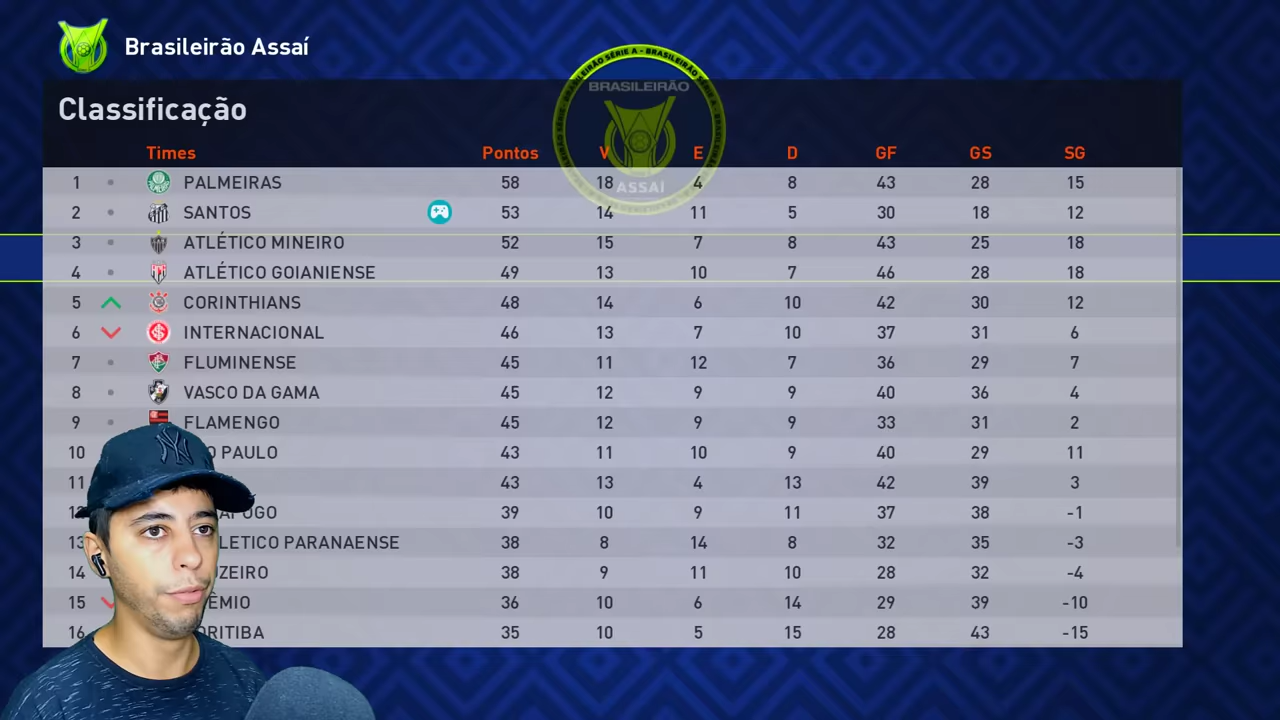 Brasileirão Assaí
BRASILEIRÃO SÉRIE A
BRASILEIRÃO
ASSAÍ
Classificação
Times Pontos V E D GF GS SG
1 PALMEIRAS 58 18 4 8 43 28 15
2 SANTOS 53 14 11 5 30 18 12
3 ATLÉTICO MINEIRO 52 15 7 8 43 25 18
4 ATLÉTICO GOIANIENSE 49 13 10 7 46 28 18
5 CORINTHIANS 48 14 6 10 42 30 12
6 INTERNACIONAL 46 13 7 10 37 31 6
7 FLUMINENSE 45 11 12 7 36 29 7
8 VASCO DA GAMA 45 12 9 9 40 36 4
9 FLAMENGO 45 12 9 9 33 31 2
10 PAULO 43 11 10 9 40 29 11
11 43 13 4 13 42 39 3
39 10 9 11 37 38 -1
13 PARANAENSE 38 8 14 8 32 35 -3
14 38 9 11 10 28 32 -4
15 36 10 6 14 29 39 -10
16 35 10 5 15 28 43 -15